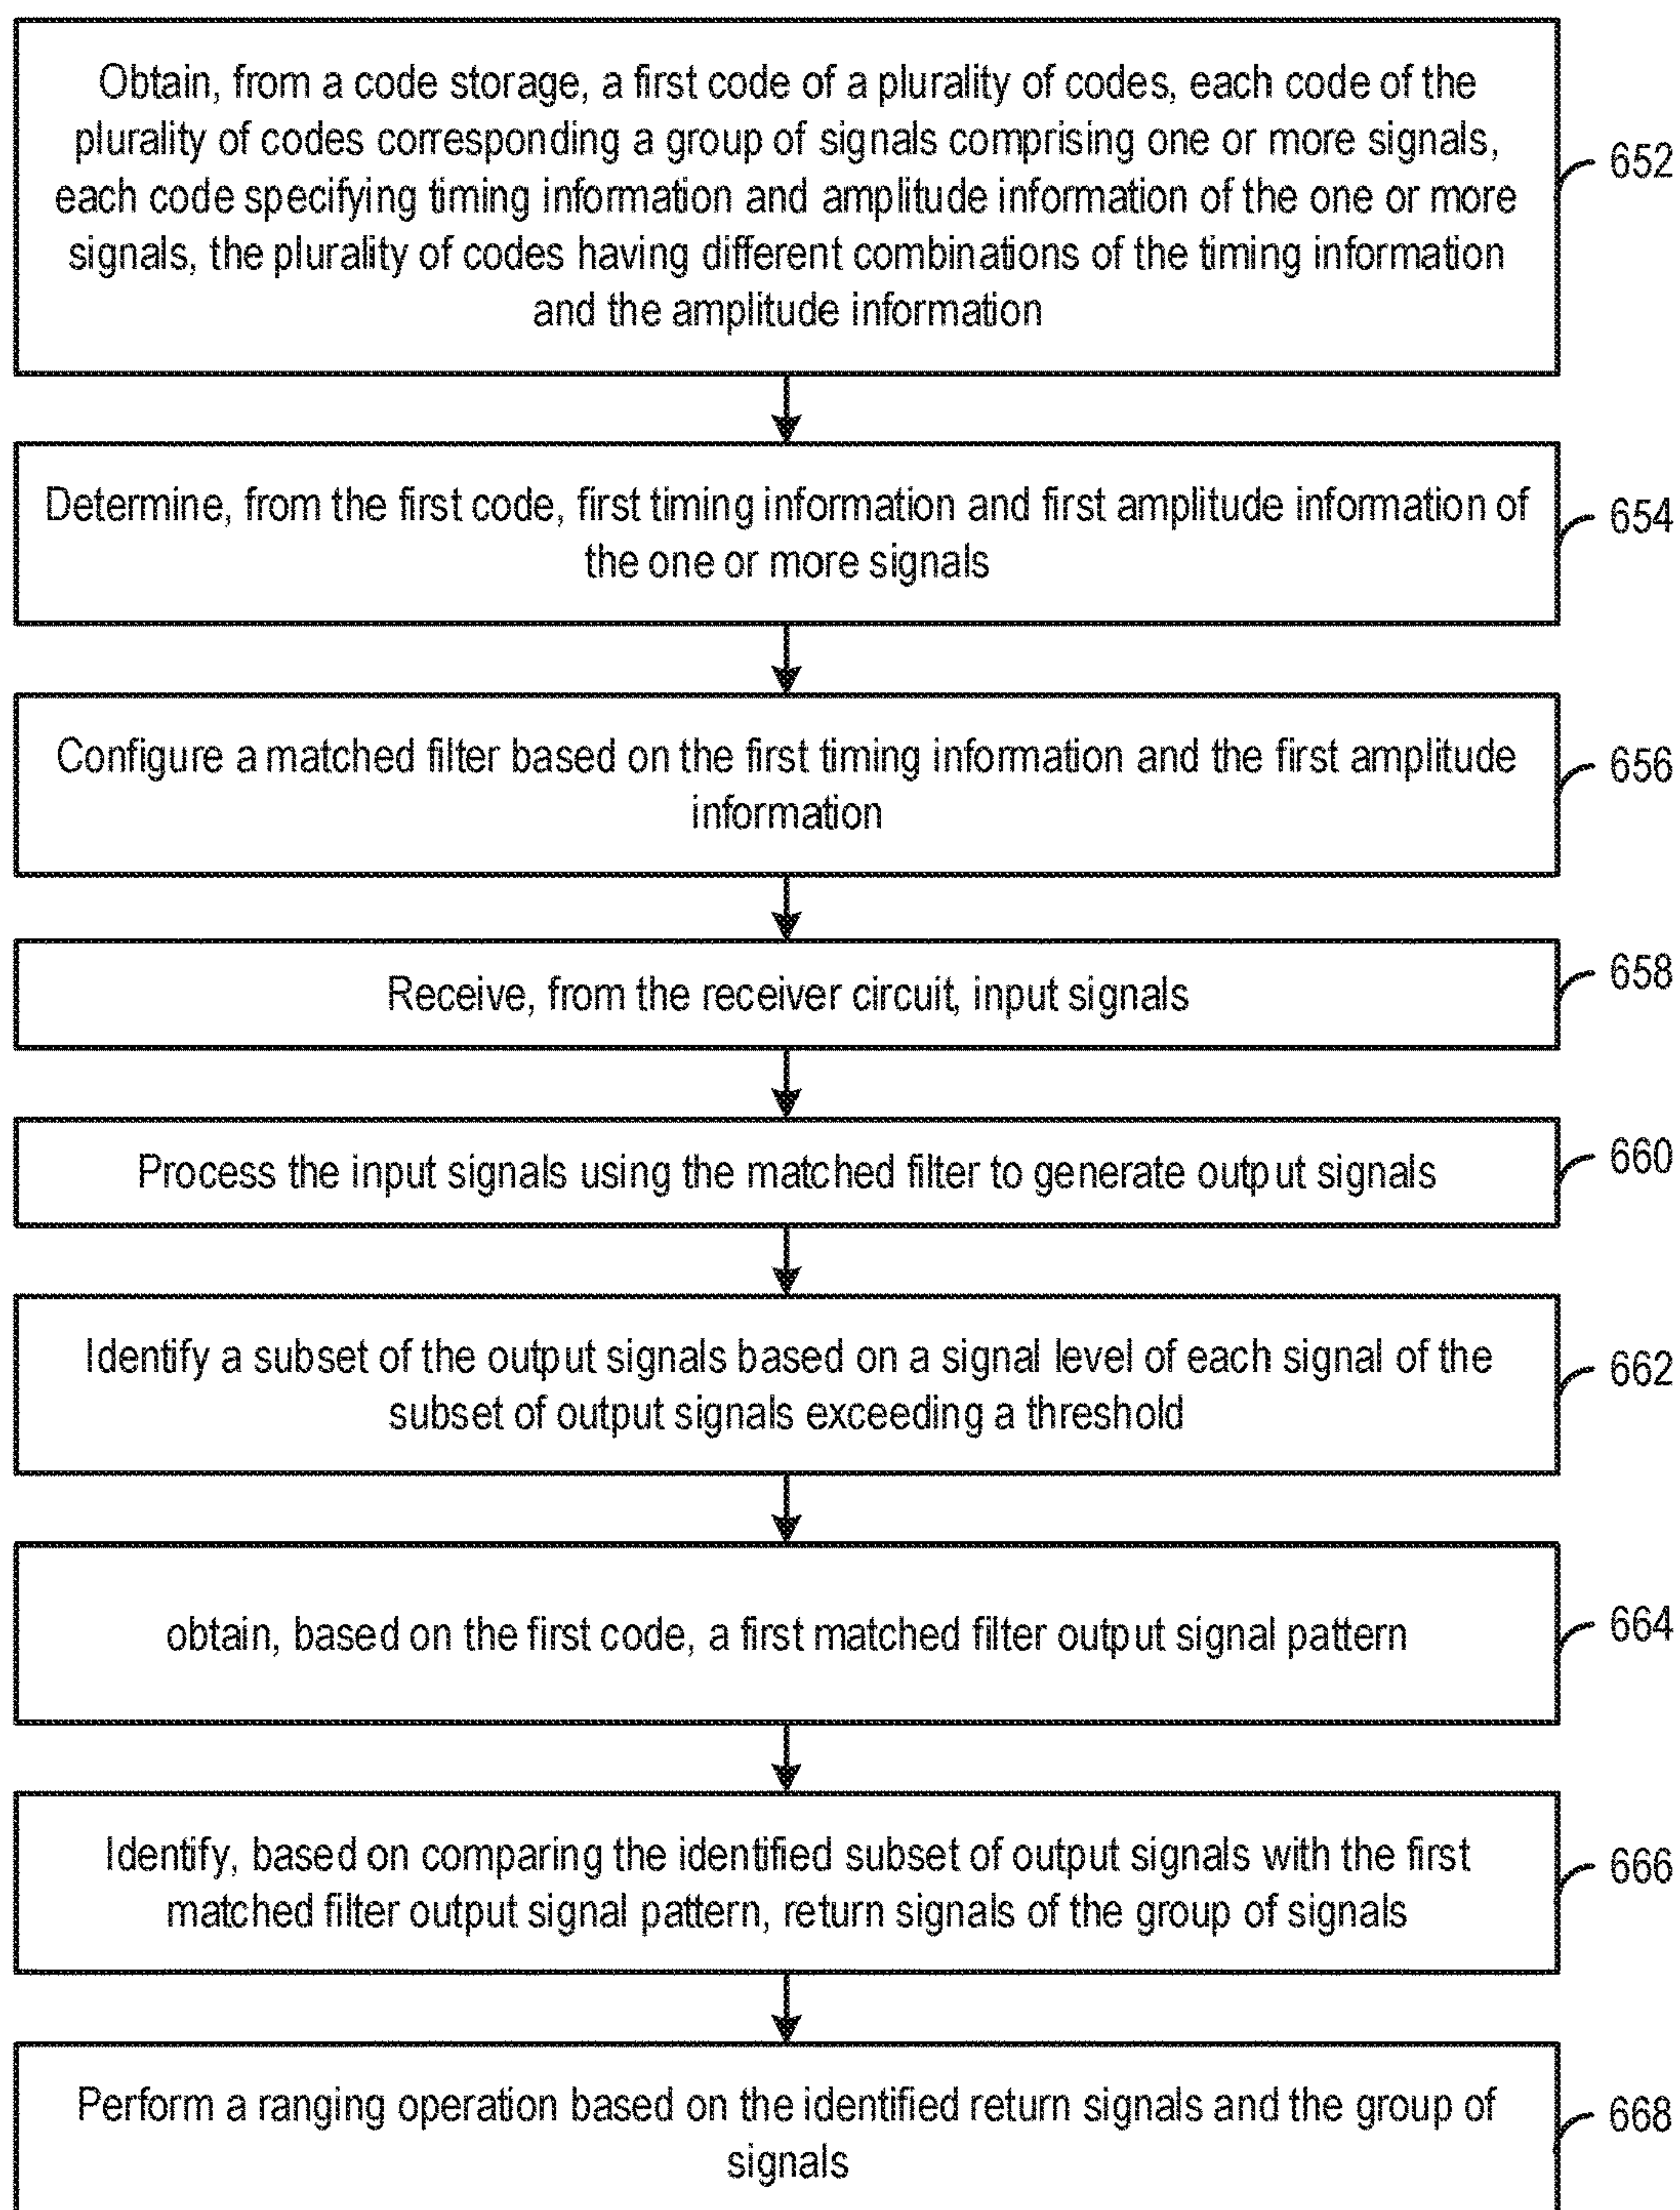 Obtain, from a code storage, a first code of a plurality of codes, each code of the
plurality of codes corresponding a group of signals comprising one or more signals,
each code specifying timing information and amplitude information of the one or more
signals, the plurality of codes having different combinations of the timing information
and the amplitude information
652
Determine, from the first code, first timing information and first amplitude information of
the one or more signals
654
Configure a matched filter based on the first timing information and the first amplitude
information
656
Receive, from the receiver circuit, input signals
658
Process the input signals using the matched filter to generate output signals
660
Identify a subset of the output signals based on a signal level of each signal of the
subset of output signals exceeding a threshold
662
obtain, based on the first code, a first matched filter output signal pattern
664
Identify, based on comparing the identified subset of output signals with the first
matched filter output signal pattern, return signals of the group of signals
666
Perform a ranging operation based on the identified return signals and the group of
signals
668